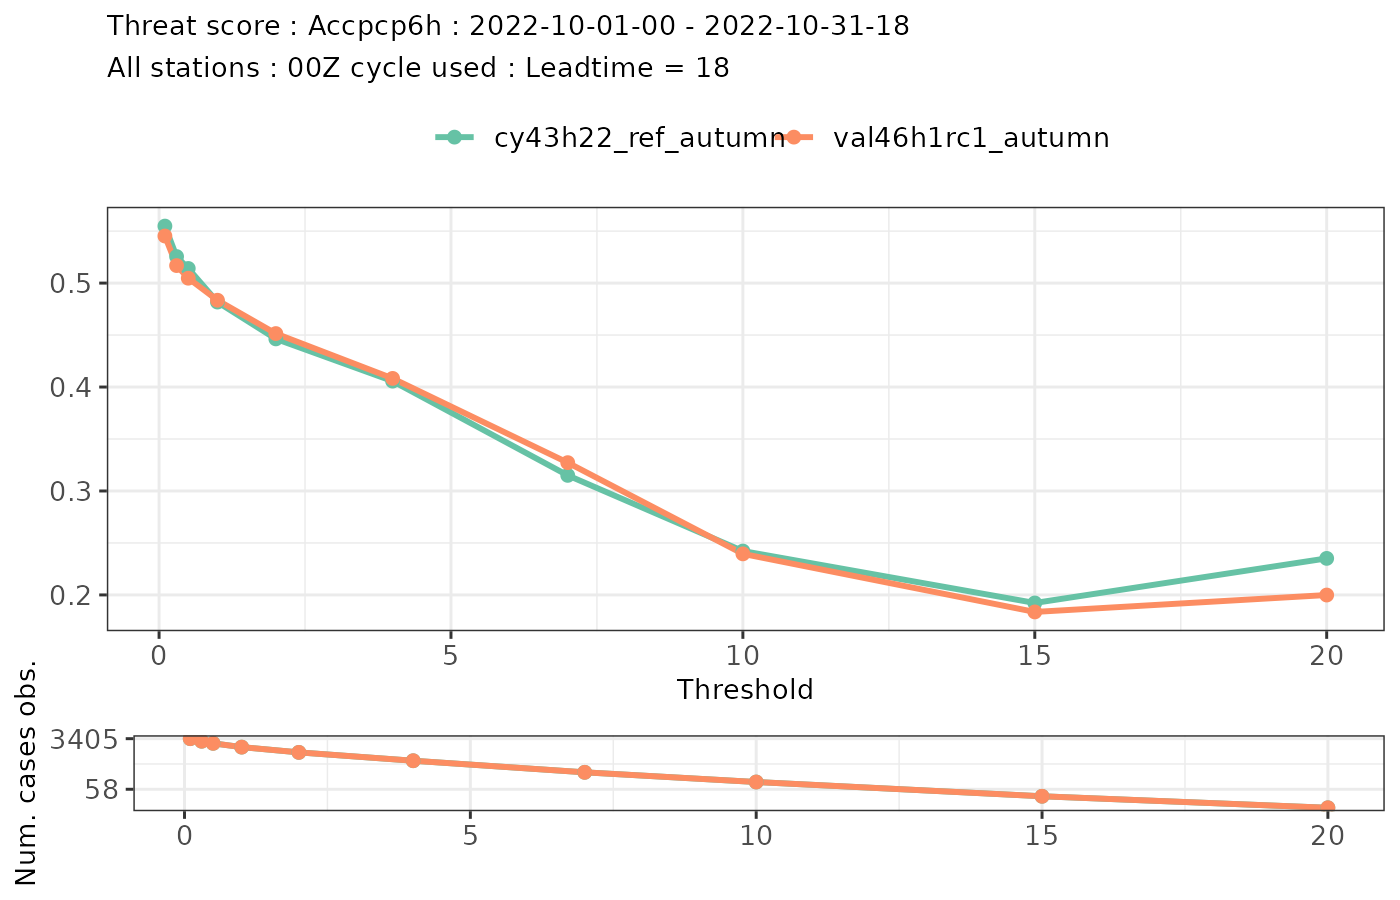 Threat score : Accpcp6h : 2022-10-01-00 - 2022-10-31-18
All stations : 00Z cycle used : Leadtime = 18
cy43h22_ref_autumn val46h1rc1_autumn
0.5
0.4
0.3
0.2
0 5 10 15 20
Threshold
Num. cases obs.
3405
58
0 5 10 15 20